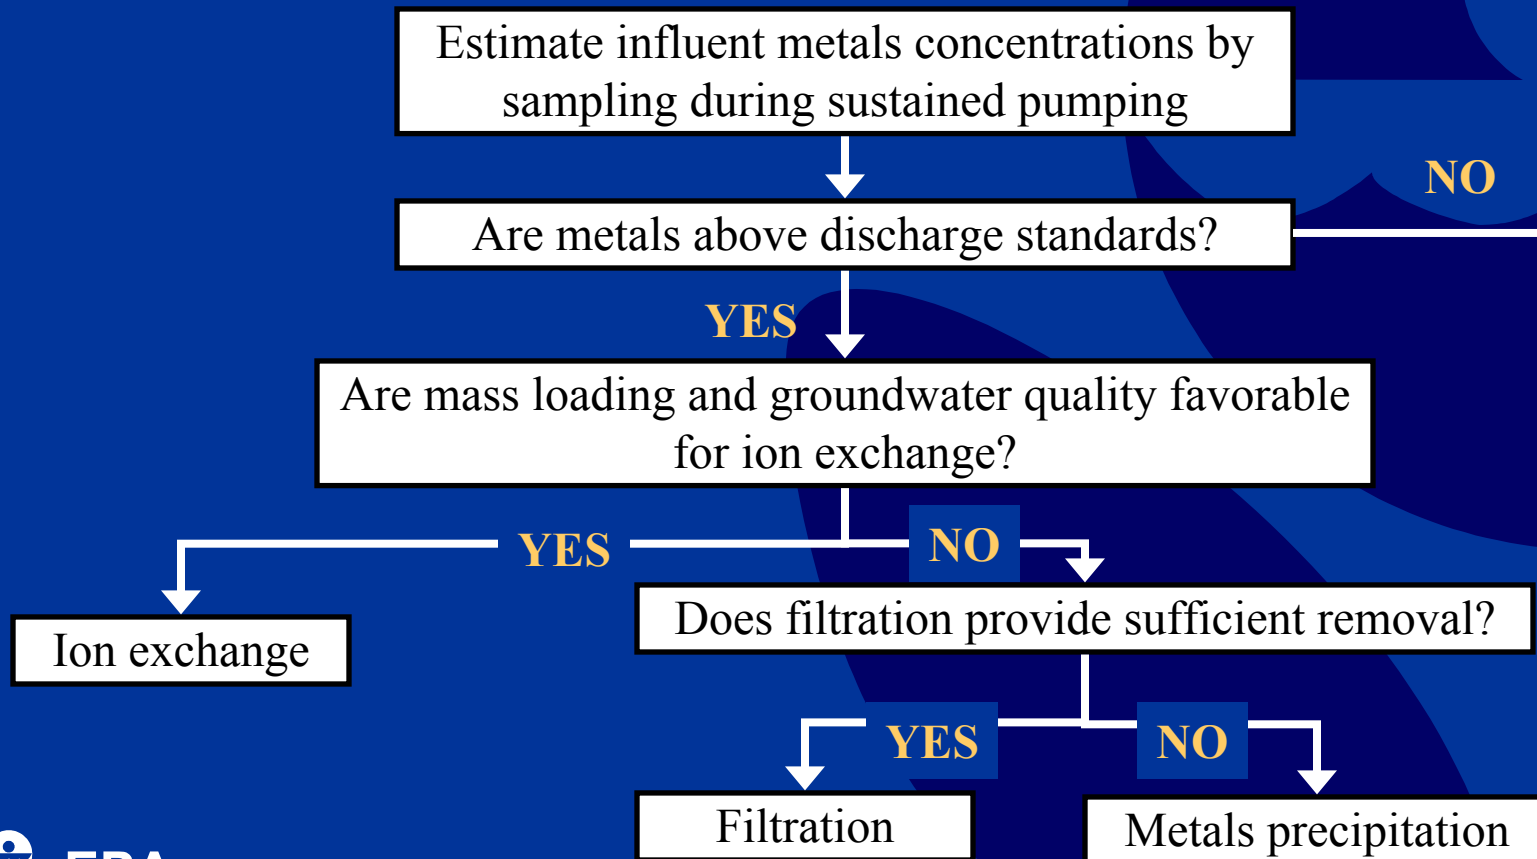 Estimate influent metals concentrations by
sampling during sustained pumping
NO
Are metals above discharge standards?
YES
Are mass loading and groundwater quality favorable
for ion exchange?
YES
NO
Does filtration provide sufficient removal?
Ion exchange
YES
NO
Filtration
Metals precipitation
EPA